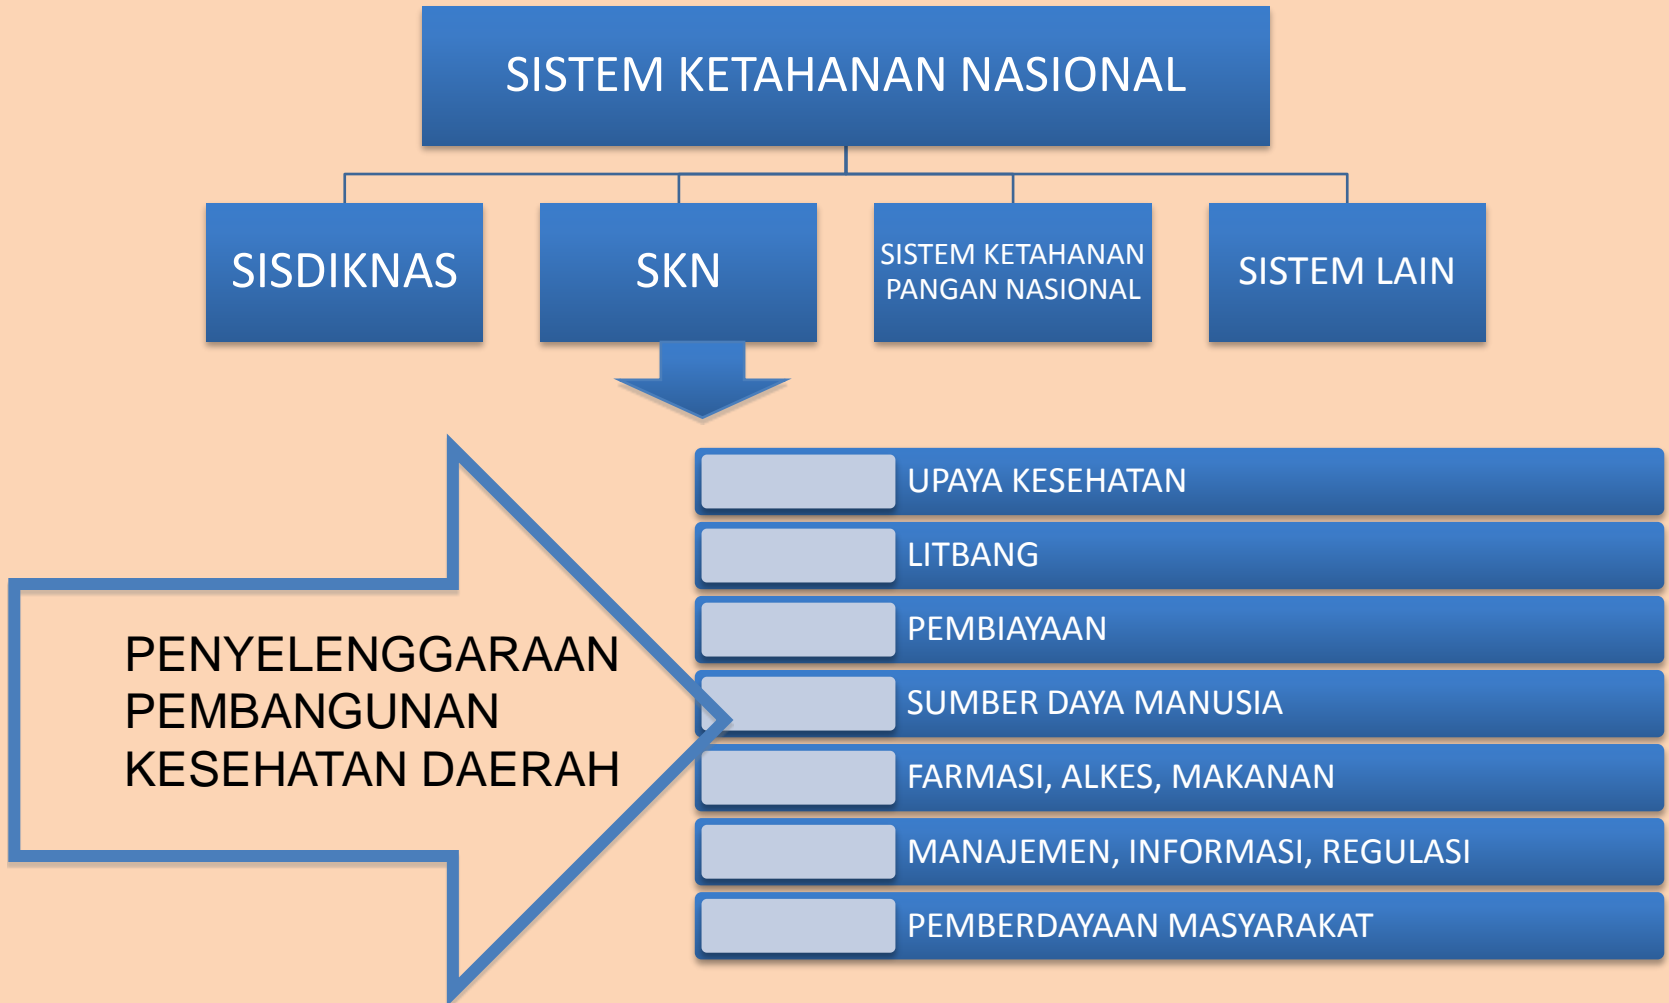 SISTEM KETAHANAN NASIONAL
SISDIKNAS
SKN
SISTEM KETAHANAN
PANGAN NASIONAL
SISTEM LAIN
PENYELENGGARAAN
PEMBANGUNAN
KESEHATAN DAERAH
UPAYA KESEHATAN
LITBANG
PEMBIAYAAN
SUMBER DAYA MANUSIA
FARMASI, ALKES, MAKANAN
MANAJEMEN, INFORMASI, REGULASI
PEMBERDAYAAN MASYARAKAT